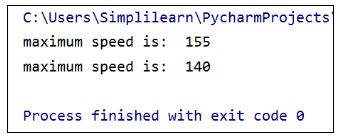 C:\Users\Simplilearn\PycharmProjects\
maximum speed is:  155
maximum speed is:  140
Process finished with exit code 0